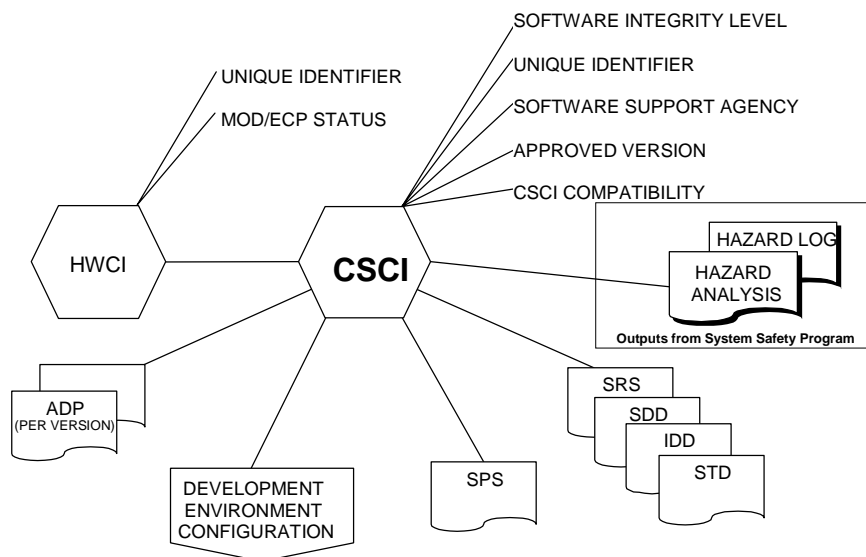 SOFTWARE INTEGRITY LEVEL
UNIQUE IDENTIFIER
UNIQUE IDENTIFIER
MOD/ECP STATUS
SOFTWARE SUPPORT AGENCY
APPROVED VERSION
CSCI COMPATIBILITY
HWCI
CSCI
HAZARD LOG
HAZARD
ANALYSIS
Outputs from System Safety Program
ADP
(PER VERSION)
DEVELOPMENT
ENVIRONMENT
CONFIGURATION
SPS
SRS
SDD
IDD
STD